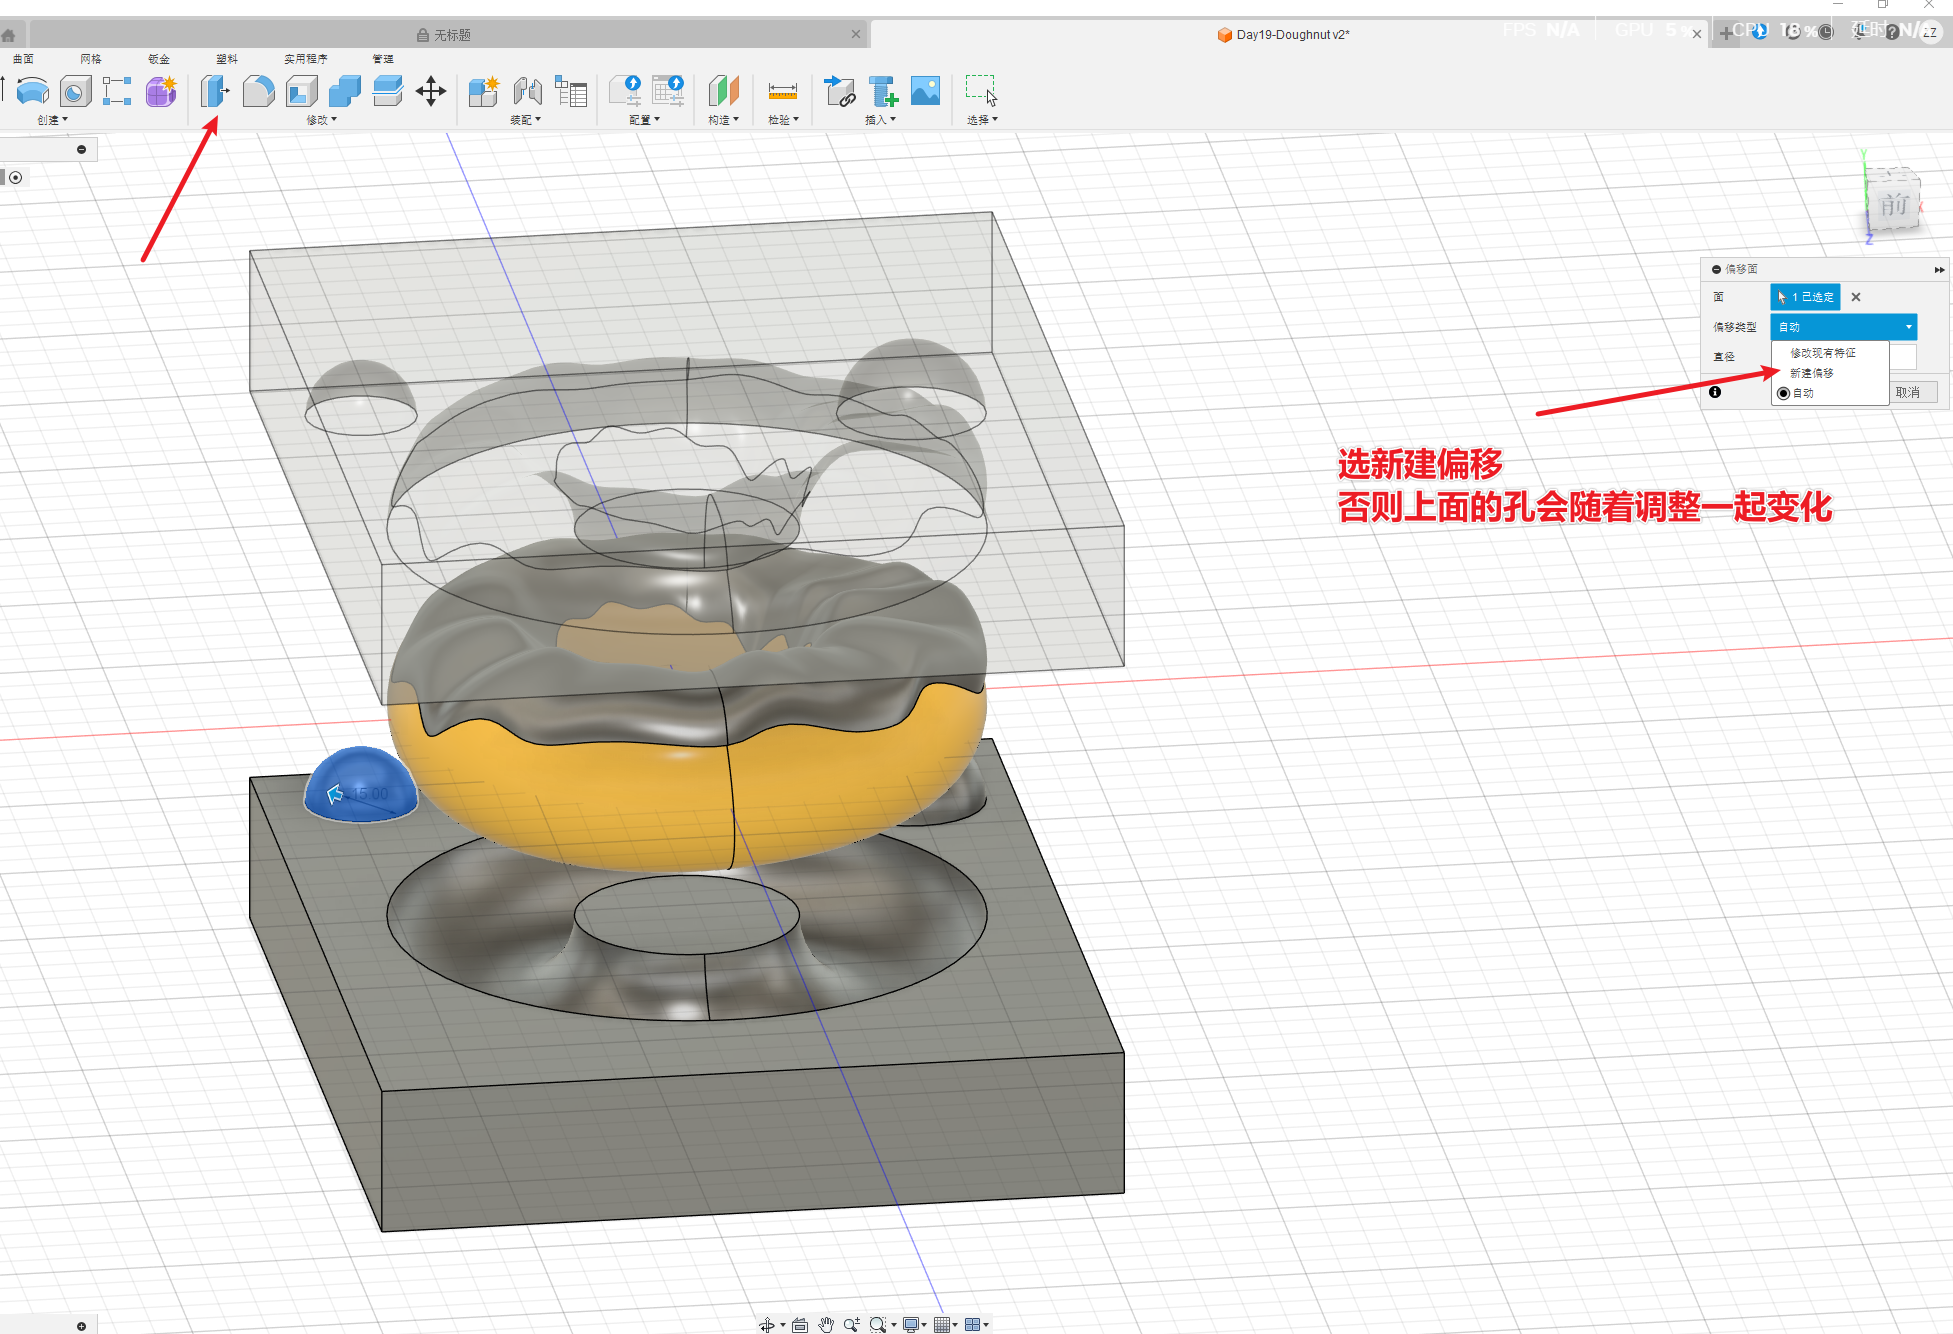 FPS N/A GPU 5% CPU 18% 延时 N/A
无标题
Day19-Doughnut v2*
曲面 网格 钣金 塑料 实用程序 管理
创建 修改 装配 配置 构造 检验 插入 选择
Y
前
X
Z
偏移面
面 1 已选定
偏移类型 自动
直径
修改现有特征
新建偏移
自动
取消
选新建偏移
否则上面的孔会随着调整一起变化
15.00